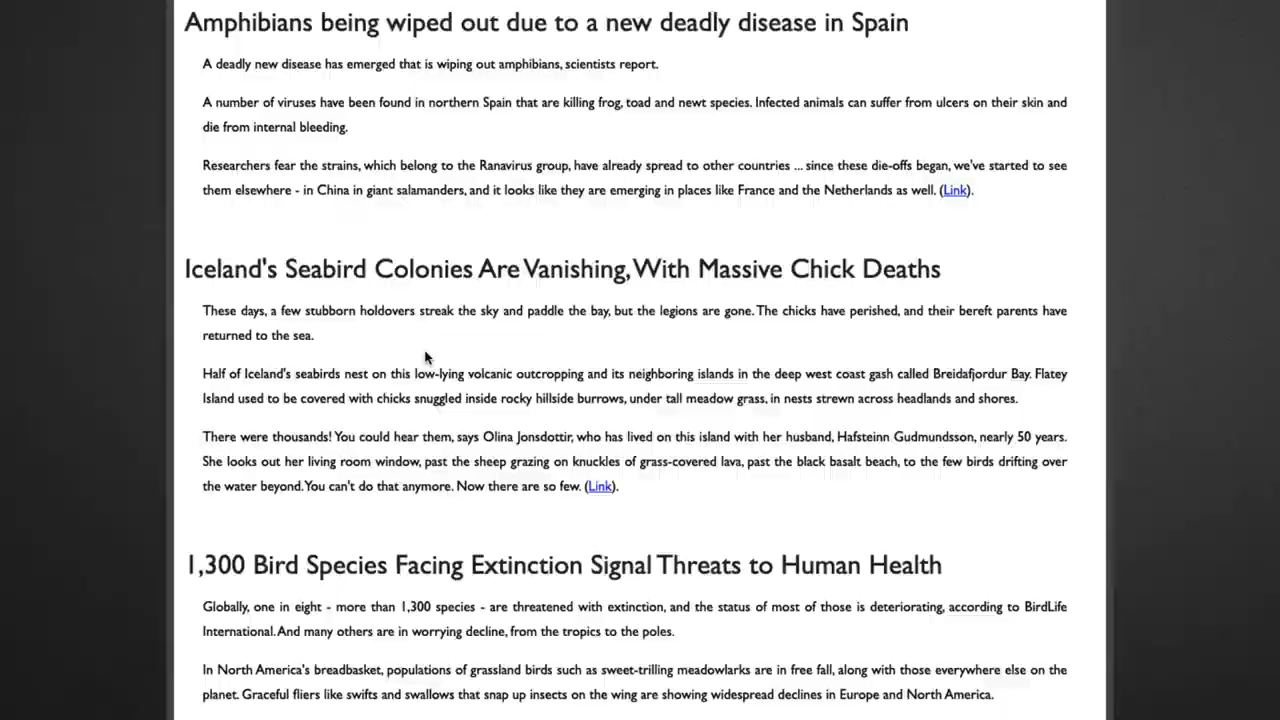 Amphibians being wiped out due to a new deadly disease in Spain
A deadly new disease has emerged that is wiping out amphibians, scientists report.
A number of viruses have been found in northern Spain that are killing frog, toad and newt species. Infected animals can suffer from ulcers on their skin and
die from internal bleeding.
Researchers fear the strains, which belong to the Ranavirus group, have already spread to other countries ... since these die-offs began, we've started to see
them elsewhere - in China in giant salamanders, and it looks like they are emerging in places like France and the Netherlands as well. (Link).
Iceland's Seabird Colonies Are Vanishing, With Massive Chick Deaths
These days, a few stubborn holdovers streak the sky and paddle the bay, but the legions are gone. The chicks have perished, and their bereft parents have
returned to the sea.
Half of Iceland's seabirds nest on this low-lying volcanic outcropping and its neighboring islands in the deep west coast gash called Breidafjordur Bay. Flatey
Island used to be covered with chicks snuggled inside rocky hillside burrows, under tall meadow grass, in nests strewn across headlands and shores.
There were thousands! You could hear them, says Olina Jonsdottir, who has lived on this island with her husband, Hafsteinn Gudmundsson, nearly 50 years.
She looks out her living room window, past the sheep grazing on knuckles of grass-covered lava, past the black basalt beach, to the few birds drifting over
the water beyond. You can't do that anymore. Now there are so few. (Link).
1,300 Bird Species Facing Extinction Signal Threats to Human Health
Globally, one in eight - more than 1,300 species - are threatened with extinction, and the status of most of those is deteriorating, according to BirdLife
International. And many others are in worrying decline, from the tropics to the poles.
In North America's breadbasket, populations of grassland birds such as sweet-trilling meadowlarks are in free fall, along with those everywhere else on the
planet. Graceful fliers like swifts and swallows that snap up insects on the wing are showing widespread declines in Europe and North America.